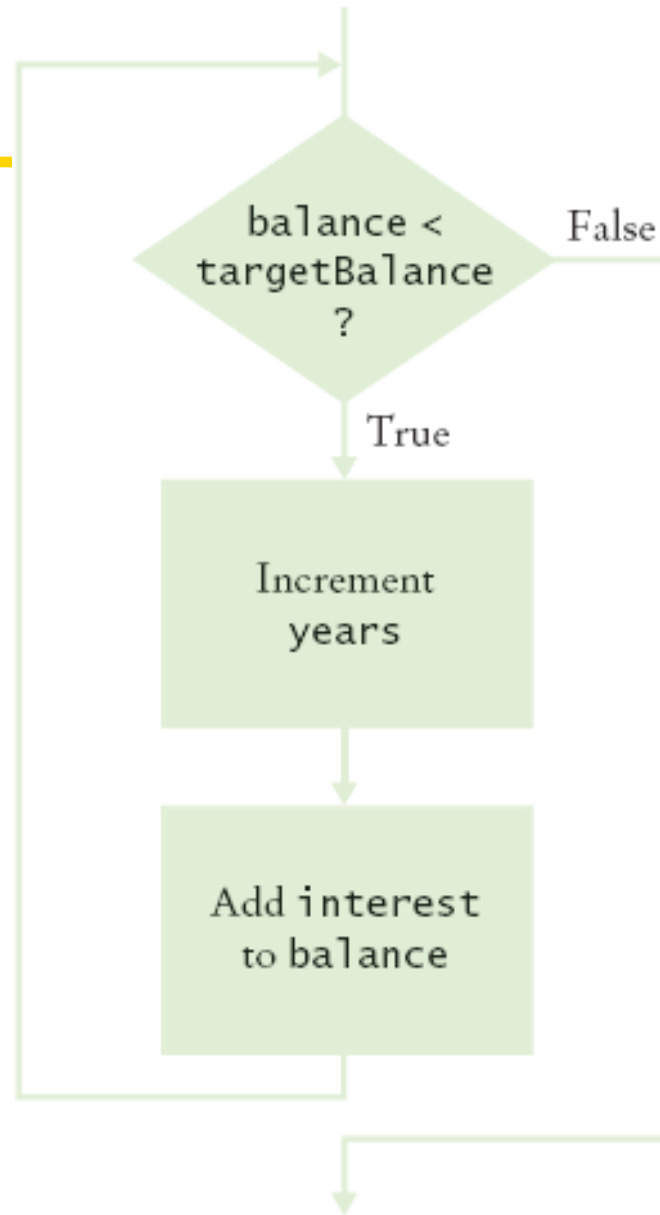 balance <
targetBalance
?
False
True
Increment
years
Add interest
to balance